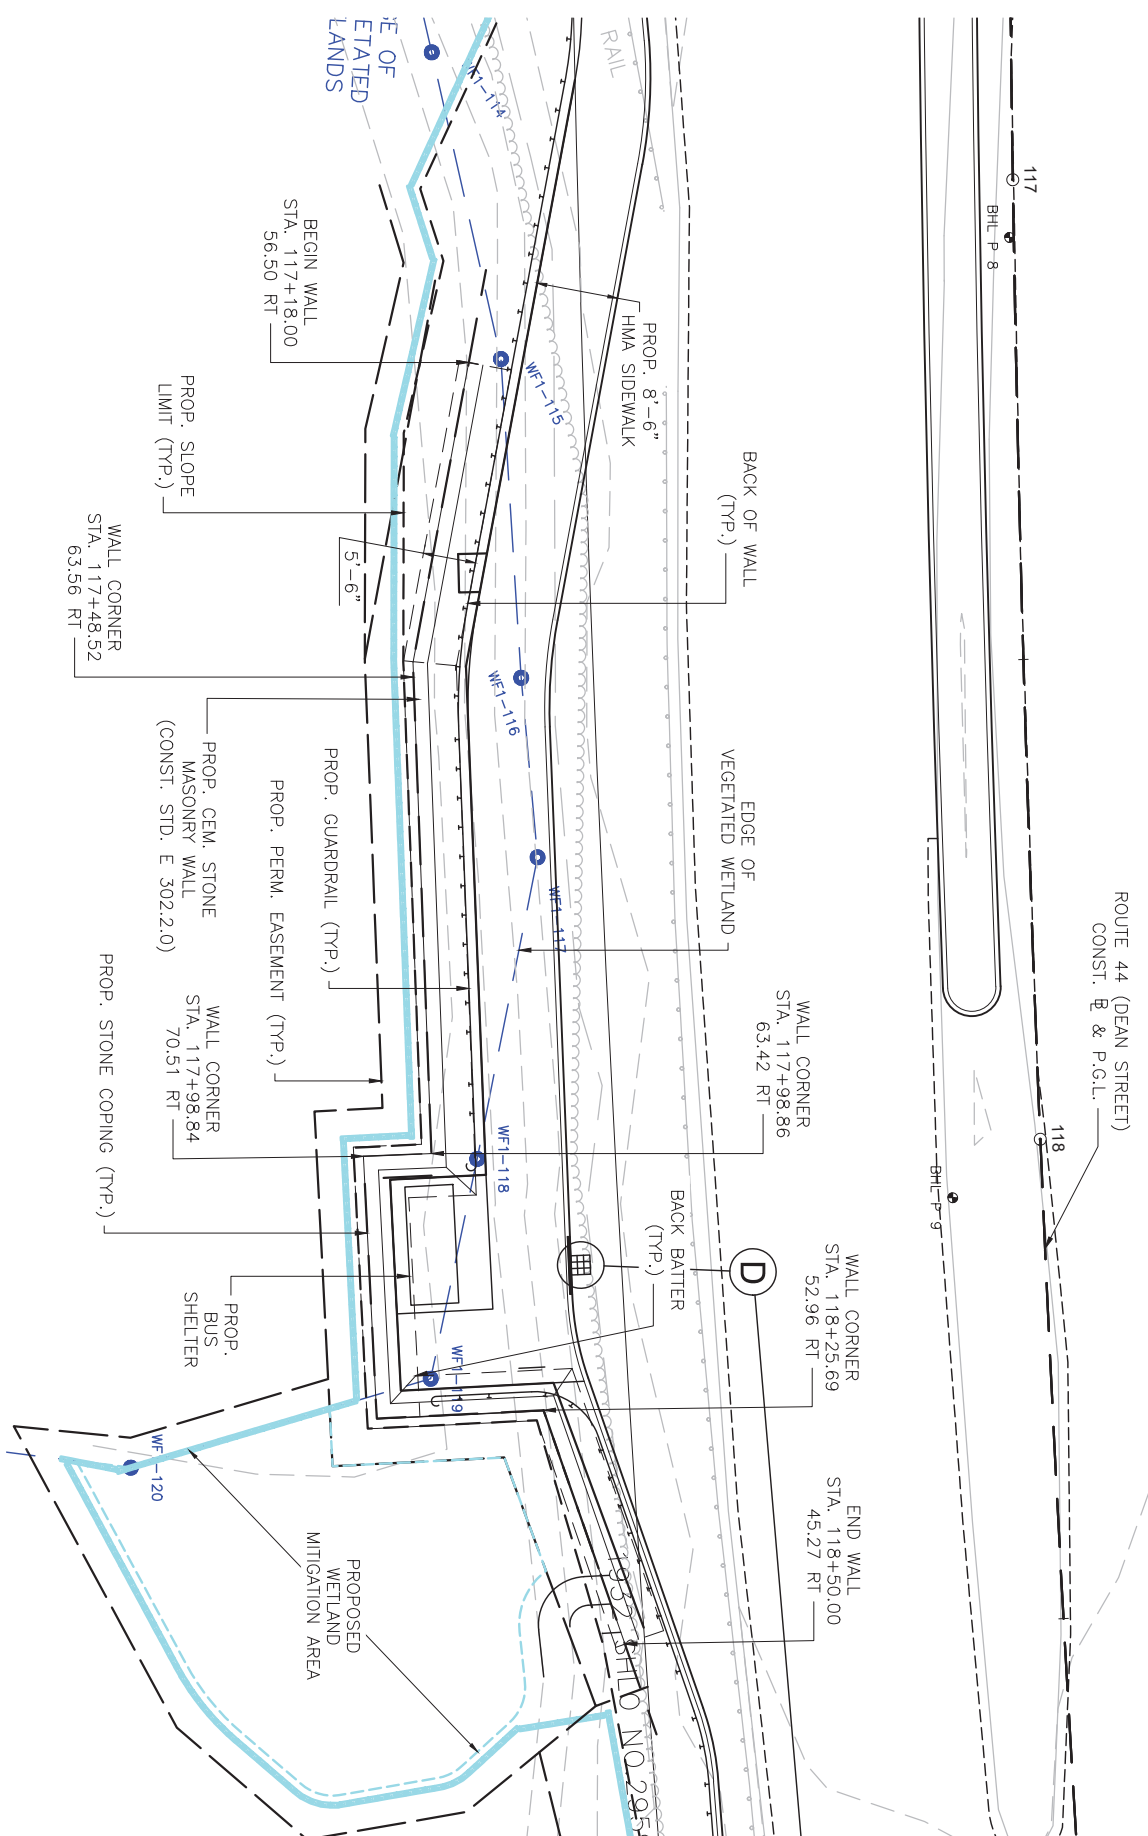 ROUTE 44 (DEAN STREET)
CONST. ℄ & P.G.L.
117
118
BHL P 8
BHL P 9
RAIL
PROP. 8'-6"
HMA SIDEWALK
BACK OF WALL
(TYP.)
EDGE OF
VEGETATED WETLAND
WALL CORNER
STA. 117+98.86
63.42 RT
BACK BATTER
(TYP.)
D
WALL CORNER
STA. 118+25.69
52.96 RT
END WALL
STA. 118+50.00
45.27 RT
E OF
ETATED
LANDS
WF1-114
WF1-115
WF1-116
WF1-117
WF1-118
WF1-119
WF1-120
BEGIN WALL
STA. 117+18.00
56.50 RT
PROP. SLOPE
LIMIT (TYP.)
5'-6"
WALL CORNER
STA. 117+48.52
63.56 RT
PROP. CEM. STONE
MASONRY WALL
(CONST. STD. E 302.2.0)
PROP. GUARDRAIL (TYP.)
PROP. PERM. EASEMENT (TYP.)
WALL CORNER
STA. 117+98.84
70.51 RT
PROP. STONE COPING (TYP.)
PROP.
BUS
SHELTER
PROPOSED
WETLAND
MITIGATION AREA
1932 SHLO NO.295